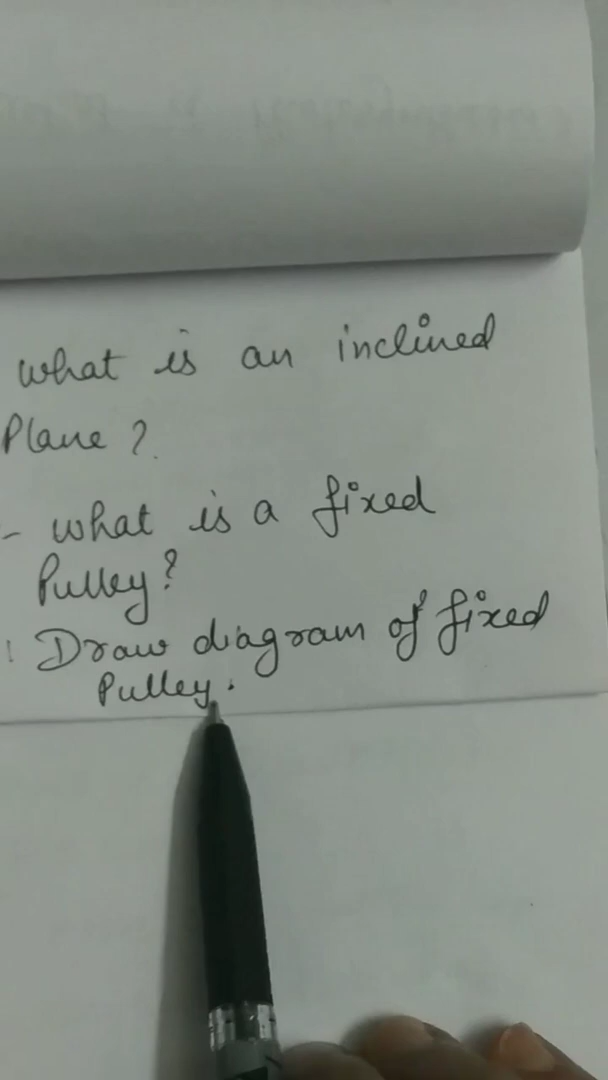 what is an inclined
Plane ?
- what is a fixed
Pulley?
: Draw diagram of fixed
Pulley.